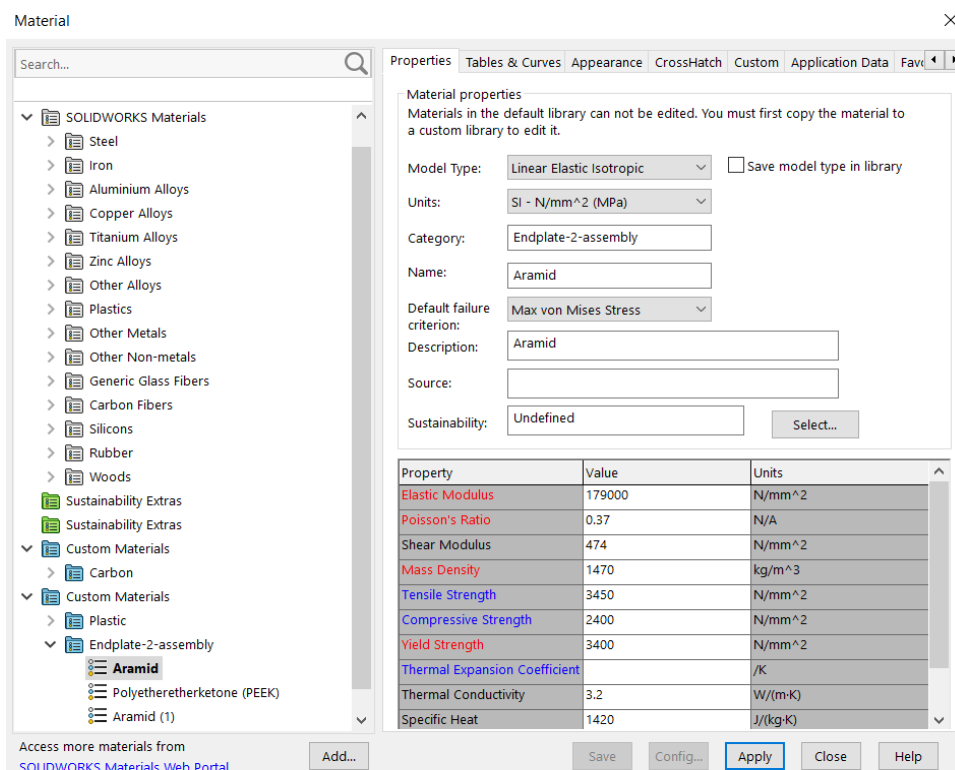 Material
Search...
SOLIDWORKS Materials
Steel
Iron
Aluminium Alloys
Copper Alloys
Titanium Alloys
Zinc Alloys
Other Alloys
Plastics
Other Metals
Other Non-metals
Generic Glass Fibers
Carbon Fibers
Silicons
Rubber
Woods
Sustainability Extras
Sustainability Extras
Custom Materials
Carbon
Custom Materials
Plastic
Endplate-2-assembly
Aramid
Polyetheretherketone (PEEK)
Aramid (1)
Access more materials from
SOLIDWORKS Materials Web Portal
Add...
Properties Tables & Curves Appearance CrossHatch Custom Application Data Favo
Material properties
Materials in the default library can not be edited. You must first copy the material to
a custom library to edit it.
Model Type: Linear Elastic Isotropic Save model type in library
Units: SI - N/mm^2 (MPa)
Category: Endplate-2-assembly
Name: Aramid
Default failure
criterion: Max von Mises Stress
Description: Aramid
Source:
Sustainability: Undefined Select...
Property Value Units
Elastic Modulus 179000 N/mm^2
Poisson's Ratio 0.37 N/A
Shear Modulus 474 N/mm^2
Mass Density 1470 kg/m^3
Tensile Strength 3450 N/mm^2
Compressive Strength 2400 N/mm^2
Yield Strength 3400 N/mm^2
Thermal Expansion Coefficient /K
Thermal Conductivity 3.2 W/(m·K)
Specific Heat 1420 J/(kg·K)
Save Config... Apply Close Help